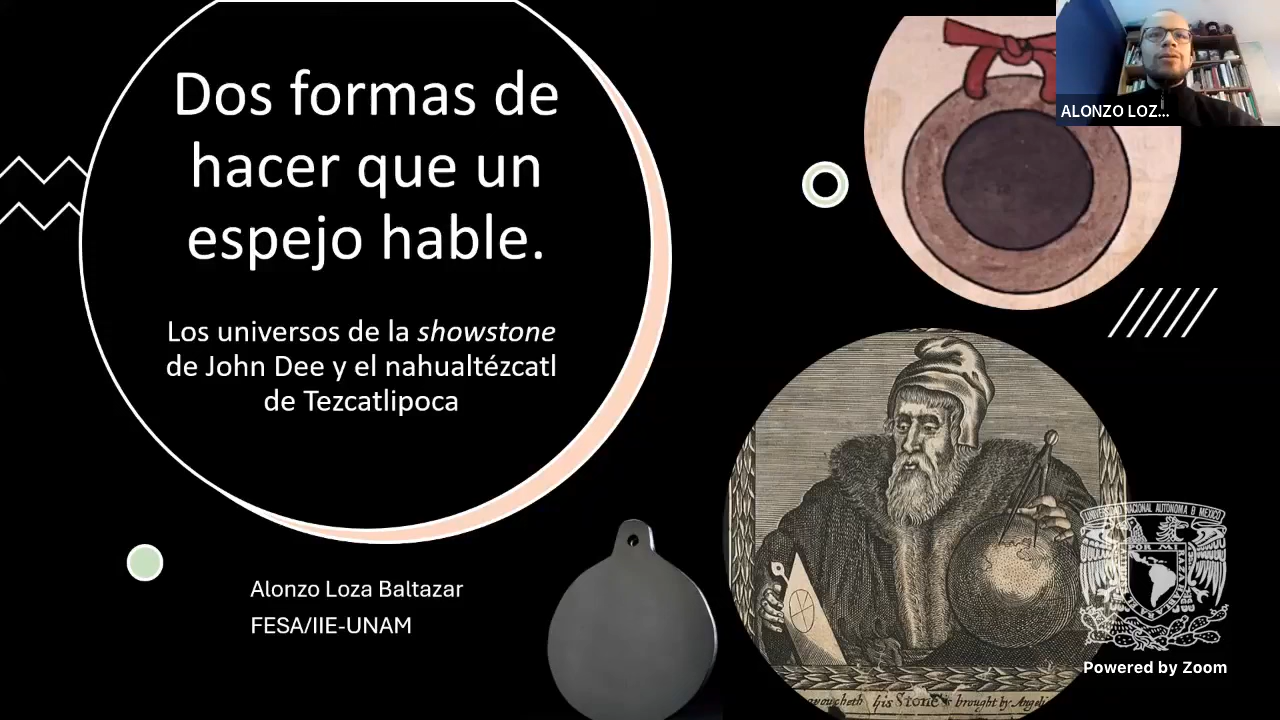 Dos formas de
hacer que un
espejo hable.
Los universos de la showstone
de John Dee y el nahualtézcatl
de Tezcatlipoca
Alonzo Loza Baltazar
FESA/IIE-UNAM
ALONZO LOZ...
his Stone is brought by
Powered by Zoom